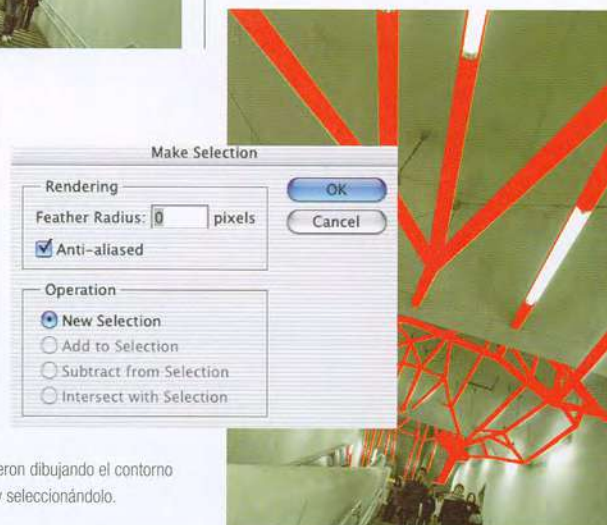 Make Selection
Rendering
Feather Radius: 0 pixels
Anti-aliased
OK
Cancel
Operation
New Selection
Add to Selection
Subtract from Selection
Intersect with Selection
dibujando el contorno
seleccionándolo.